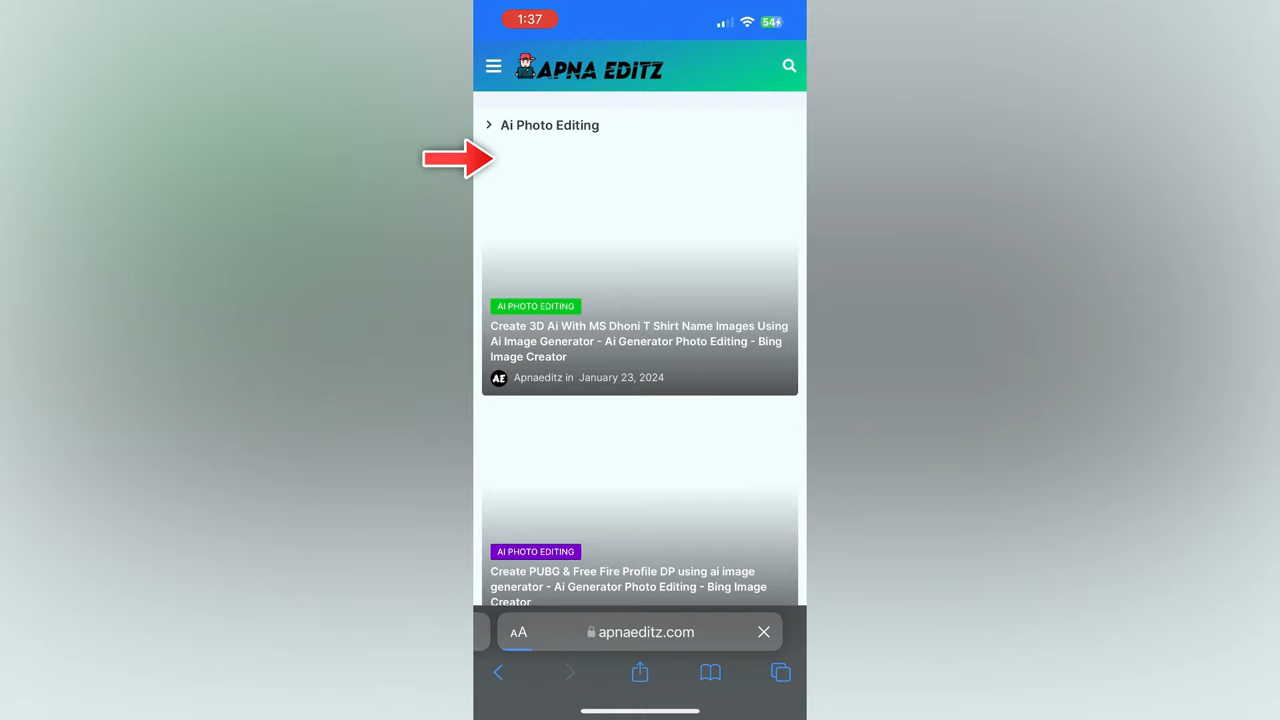 1:37
54
APNA EDITZ
Ai Photo Editing
AI PHOTO EDITING
Create 3D Ai With MS Dhoni T Shirt Name Images Using
Ai Image Generator - Ai Generator Photo Editing - Bing
Image Creator
AE Apnaeditz in January 23, 2024
AI PHOTO EDITING
Create PUBG & Free Fire Profile DP using ai image
generator - Ai Generator Photo Editing - Bing Image
Creator
AA apnaeditz.com